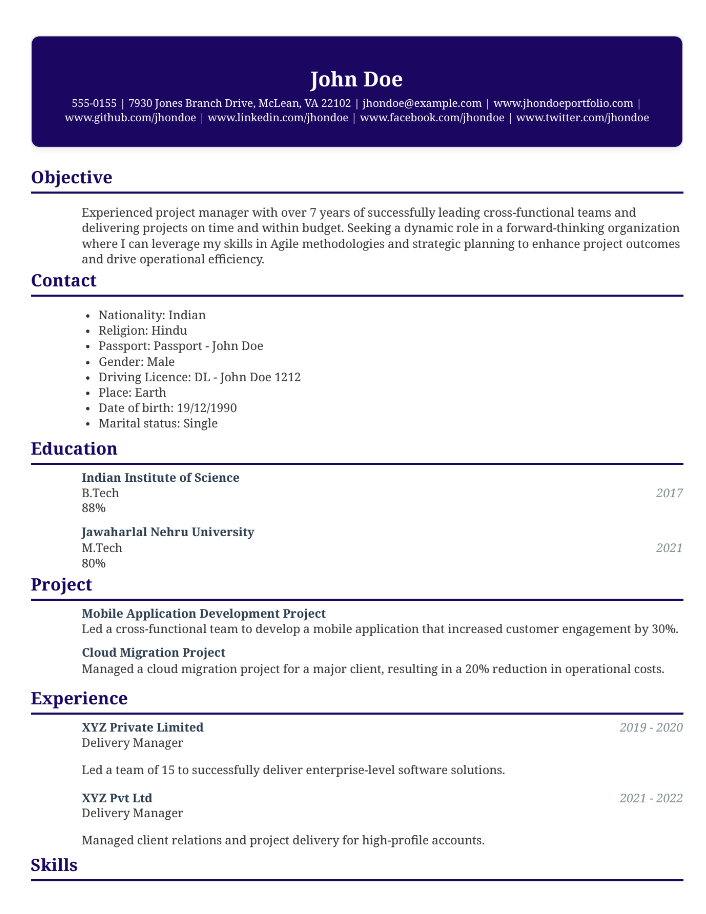 John Doe
555-0155 | 7930 Jones Branch Drive, McLean, VA 22102 | jhondoe@example.com | www.jhondoeportfolio.com |
www.github.com/jhondoe | www.linkedin.com/jhondoe | www.facebook.com/jhondoe | www.twitter.com/jhondoe
Objective
Experienced project manager with over 7 years of successfully leading cross-functional teams and
delivering projects on time and within budget. Seeking a dynamic role in a forward-thinking organization
where I can leverage my skills in Agile methodologies and strategic planning to enhance project outcomes
and drive operational efficiency.
Contact
• Nationality: Indian
• Religion: Hindu
• Passport: Passport - John Doe
• Gender: Male
• Driving Licence: DL - John Doe 1212
• Place: Earth
• Date of birth: 19/12/1990
• Marital status: Single
Education
Indian Institute of Science
B.Tech 2017
88%
Jawaharlal Nehru University
M.Tech 2021
80%
Project
Mobile Application Development Project
Led a cross-functional team to develop a mobile application that increased customer engagement by 30%.
Cloud Migration Project
Managed a cloud migration project for a major client, resulting in a 20% reduction in operational costs.
Experience
XYZ Private Limited 2019 - 2020
Delivery Manager
Led a team of 15 to successfully deliver enterprise-level software solutions.
XYZ Pvt Ltd 2021 - 2022
Delivery Manager
Managed client relations and project delivery for high-profile accounts.
Skills